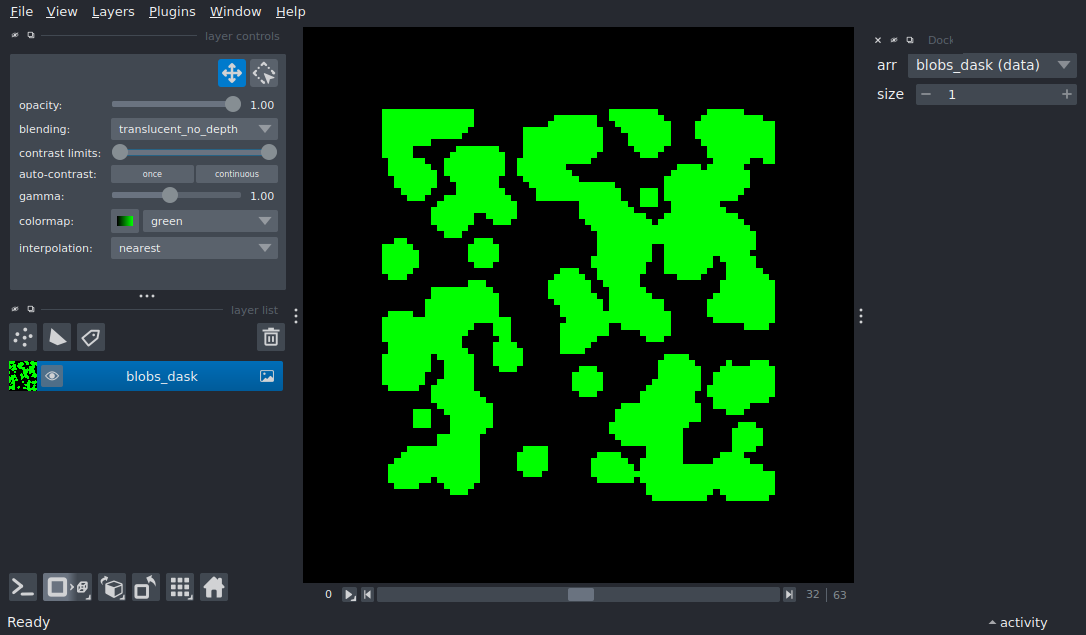 File View Layers Plugins Window Help
layer controls
opacity: 1.00
blending: translucent_no_depth
contrast limits:
auto-contrast: once continuous
gamma: 1.00
colormap: green
interpolation: nearest
layer list
blobs_dask
0 32 63
Dock
arr blobs_dask (data)
size 1
Ready
activity